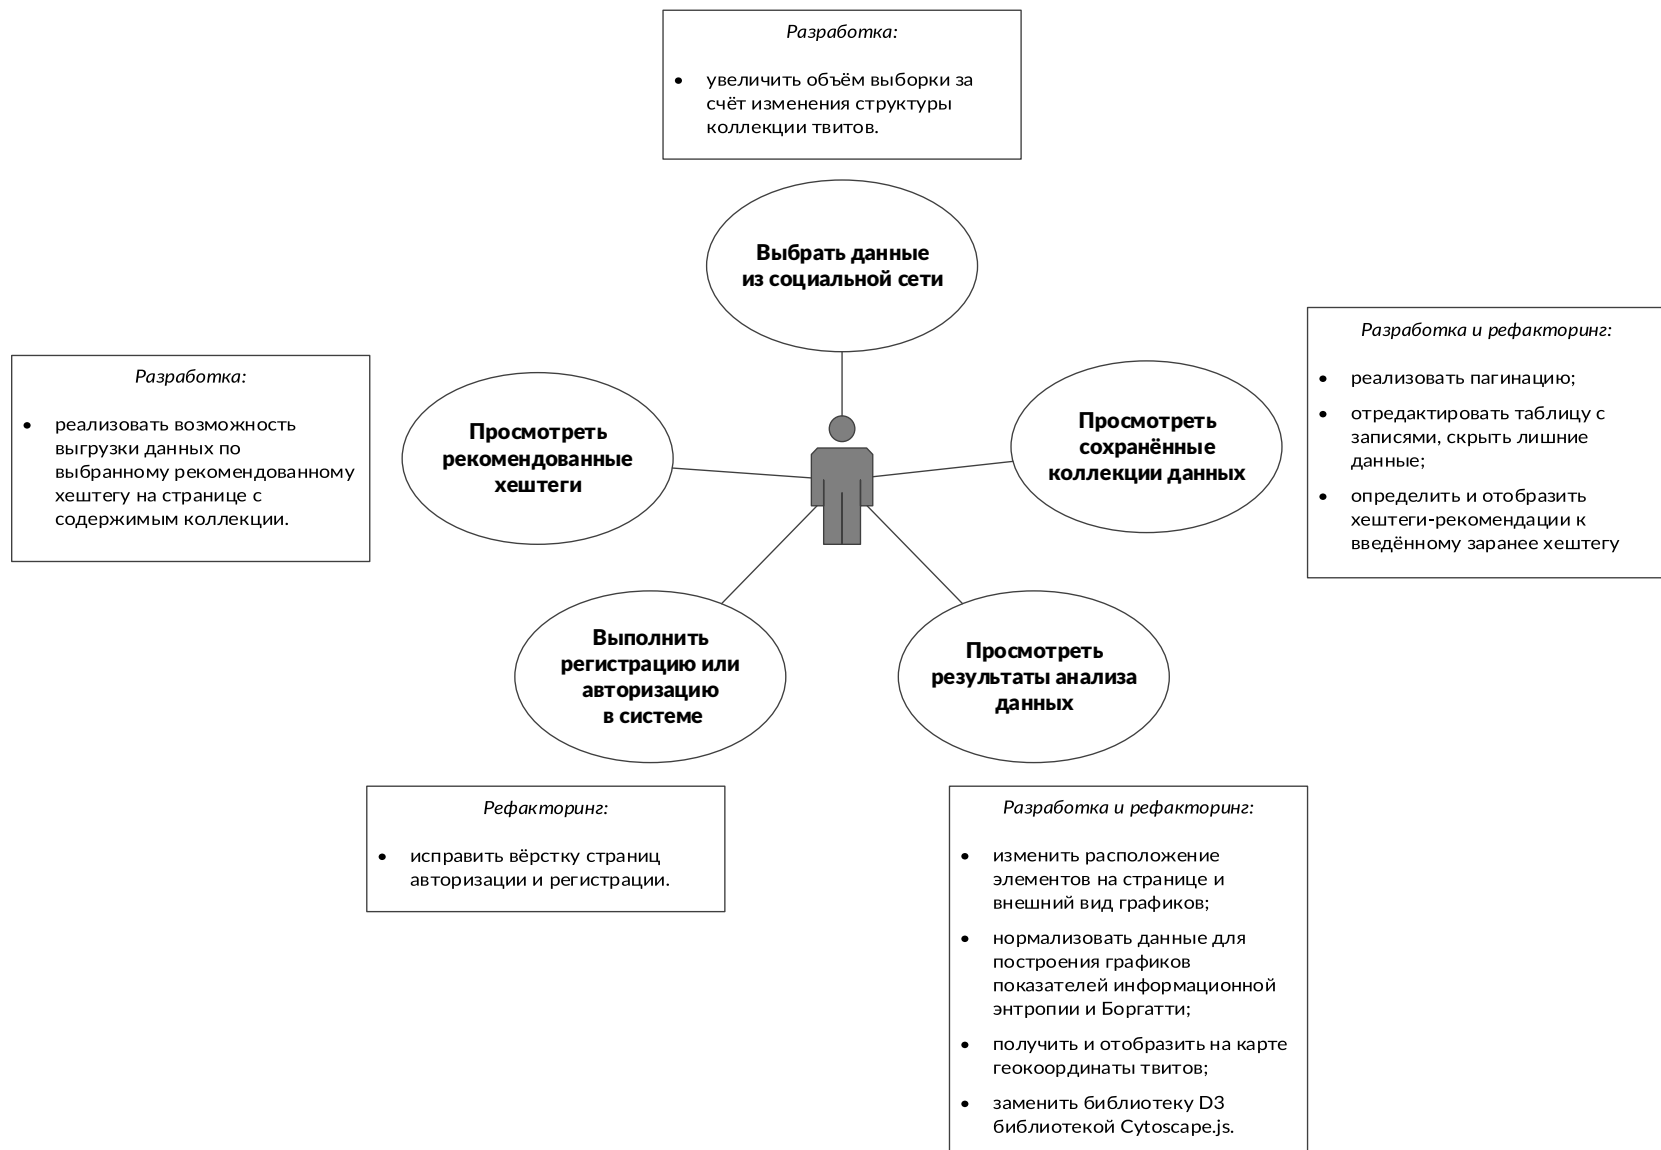 Разработка:
• увеличить объём выборки за
счёт изменения структуры
коллекции твитов.
Выбрать данные
из социальной сети
Разработка:
• реализовать возможность
выгрузки данных по
выбранному рекомендованному
хештегу на странице с
содержимым коллекции.
Просмотреть
рекомендованные
хештеги
Просмотреть
сохранённые
коллекции данных
Разработка и рефакторинг:
• реализовать пагинацию;
• отредактировать таблицу с
записями, скрыть лишние
данные;
• определить и отобразить
хештеги-рекомендации к
введённому заранее хештегу
Выполнить
регистрацию или
авторизацию
в системе
Просмотреть
результаты анализа
данных
Рефакторинг:
• исправить вёрстку страниц
авторизации и регистрации.
Разработка и рефакторинг:
• изменить расположение
элементов на странице и
внешний вид графиков;
• нормализовать данные для
построения графиков
показателей информационной
энтропии и Боргатти;
• получить и отобразить на карте
геокоординаты твитов;
• заменить библиотеку D3
библиотекой Cytoscape.js.